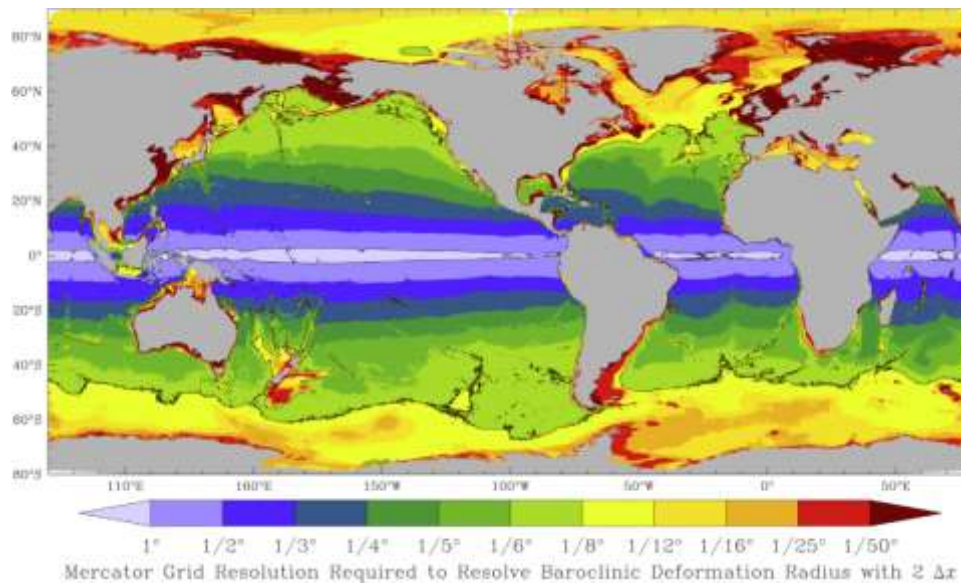 80°N
60°N
40°N
20°N
0°
20°S
40°S
60°S
80°S
110°E 160°E 150°W 100°W 50°W 0° 50°E
1° 1/2° 1/3° 1/4° 1/5° 1/6° 1/8° 1/12° 1/16° 1/25° 1/50°
Mercator Grid Resolution Required to Resolve Baroclinic Deformation Radius with 2 Δx